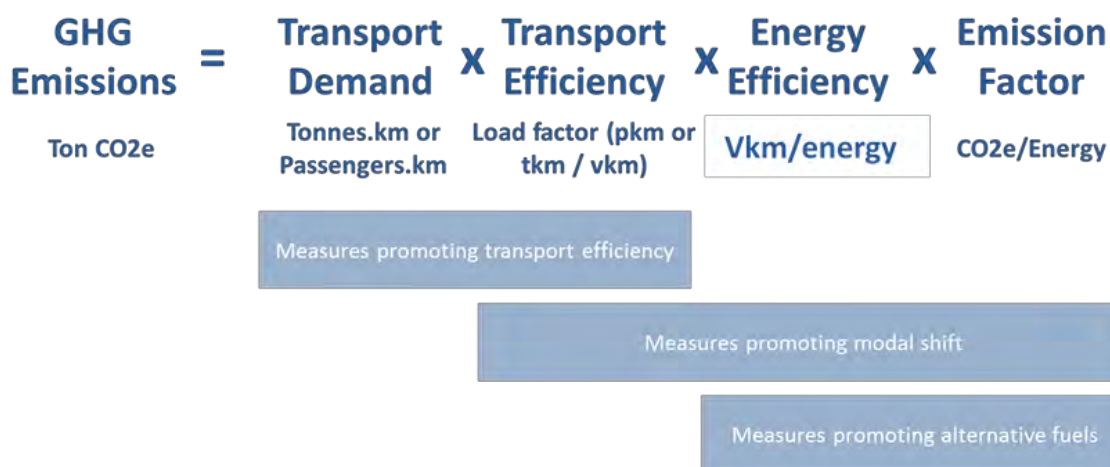 GHG Emissions = Transport Demand x Transport Efficiency x Energy Efficiency x Emission Factor
Ton CO2e
Tonnes.km or Passengers.km
Load factor (pkm or tkm / vkm)
Vkm/energy
CO2e/Energy
Measures promoting transport efficiency
Measures promoting modal shift
Measures promoting alternative fuels